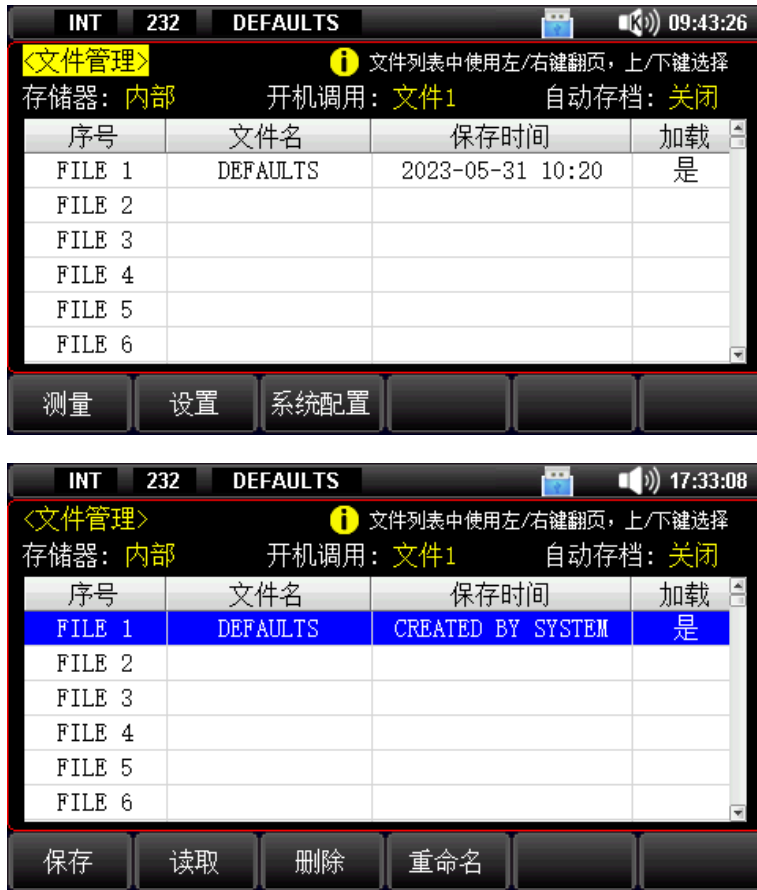 INT 232 DEFAULTS K 09:43:26
<文件管理> i 文件列表中使用左/右键翻页，上/下键选择
存储器：内部 开机调用：文件1 自动存档：关闭
序号 文件名 保存时间 加载
FILE 1 DEFAULTS 2023-05-31 10:20 是
FILE 2
FILE 3
FILE 4
FILE 5
FILE 6
测量 设置 系统配置
INT 232 DEFAULTS 17:33:08
<文件管理> i 文件列表中使用左/右键翻页，上/下键选择
存储器：内部 开机调用：文件1 自动存档：关闭
序号 文件名 保存时间 加载
FILE 1 DEFAULTS CREATED BY SYSTEM 是
FILE 2
FILE 3
FILE 4
FILE 5
FILE 6
保存 读取 删除 重命名